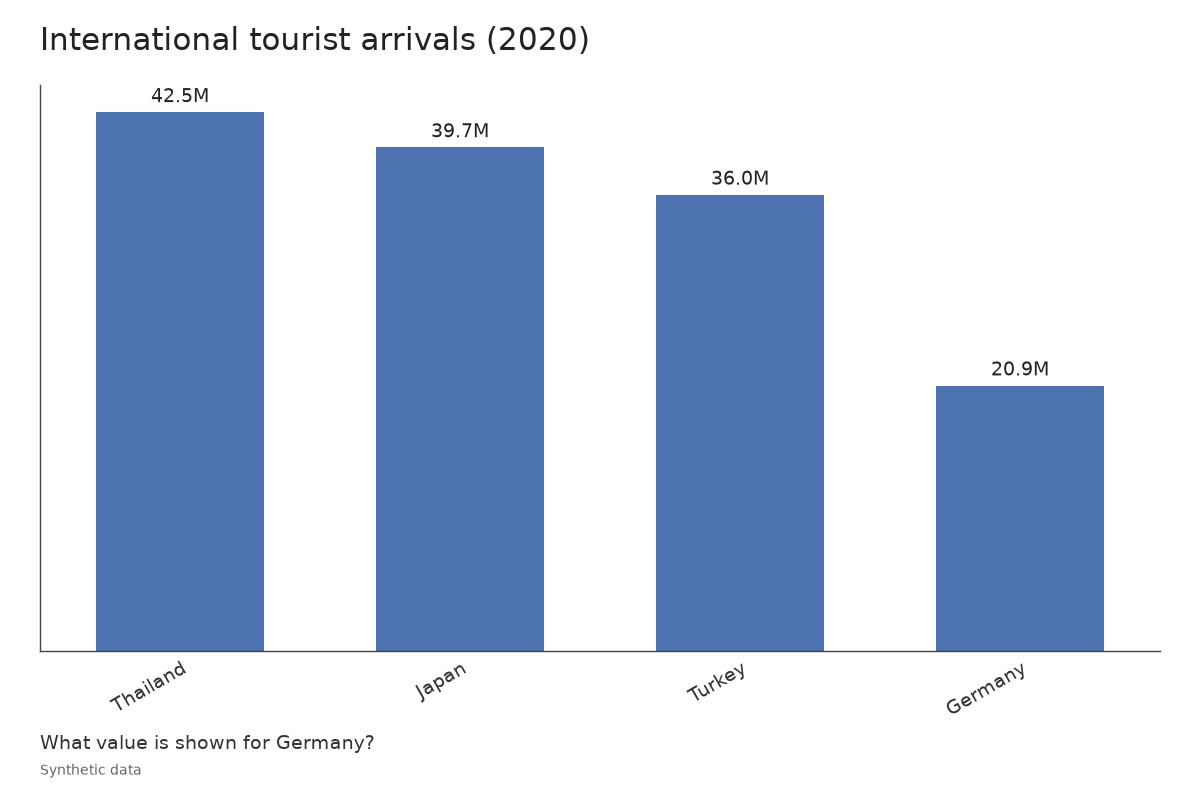 International tourist arrivals (2020)
42.5M
39.7M
36.0M
20.9M
Thailand
Japan
Turkey
Germany
What value is shown for Germany?
Synthetic data